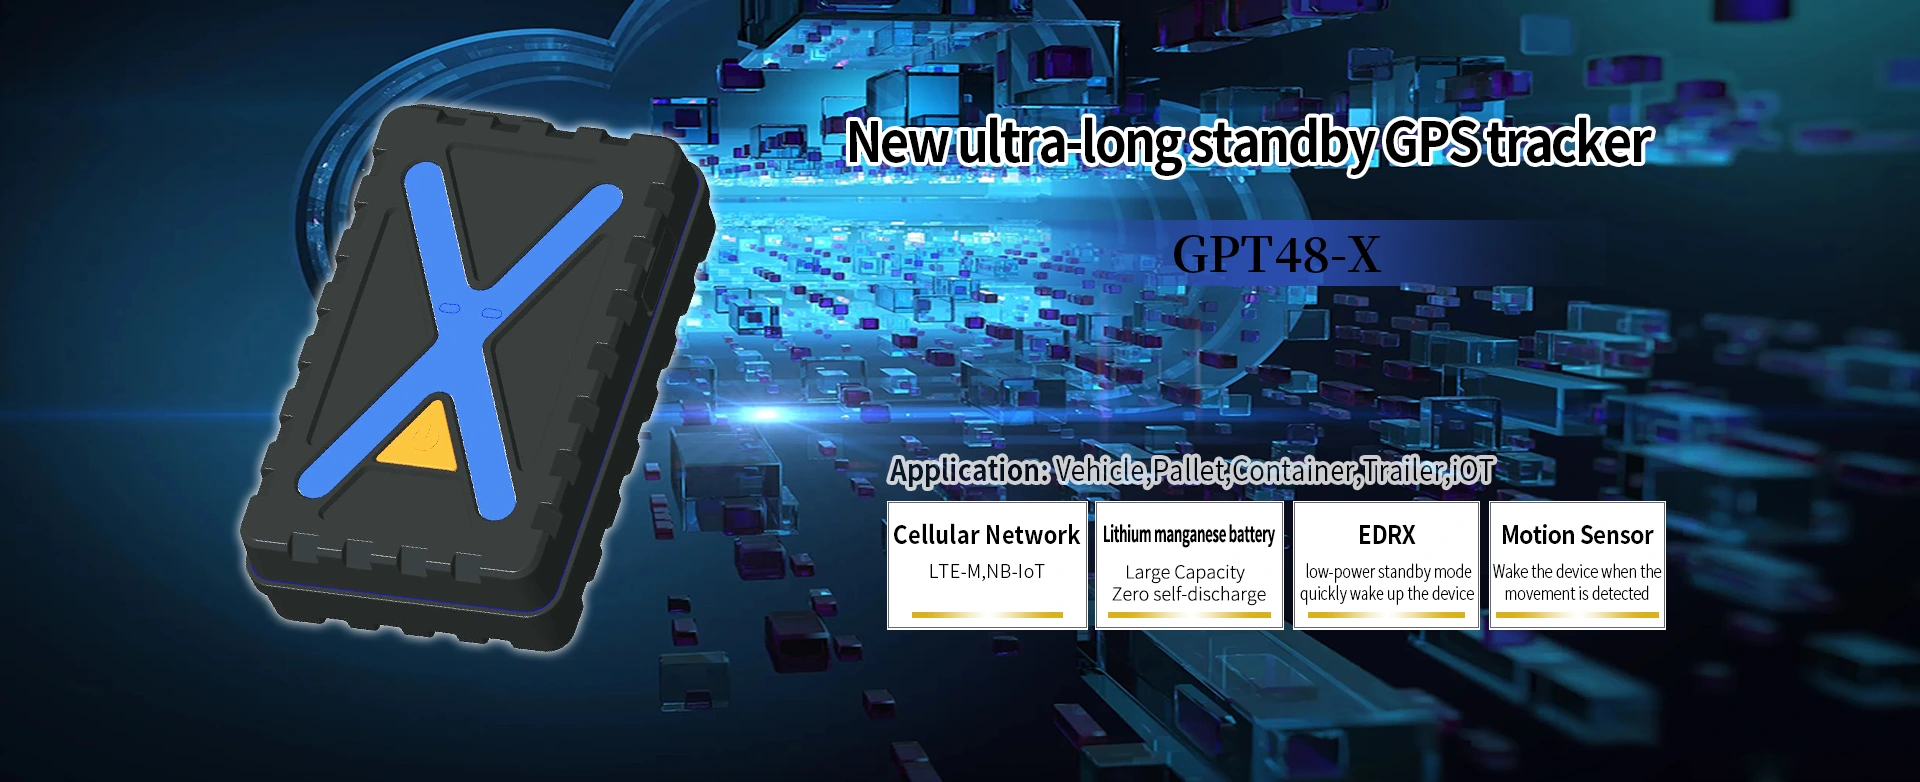 New ultra-long standby GPS tracker
GPT48-X
Application: Vehicle,Pallet,Container,Trailer,iOT
Cellular Network
LTE-M,NB-IoT
Lithium manganese battery
Large Capacity
Zero self-discharge
EDRX
low-power standby mode
quickly wake up the device
Motion Sensor
Wake the device when the
movement is detected